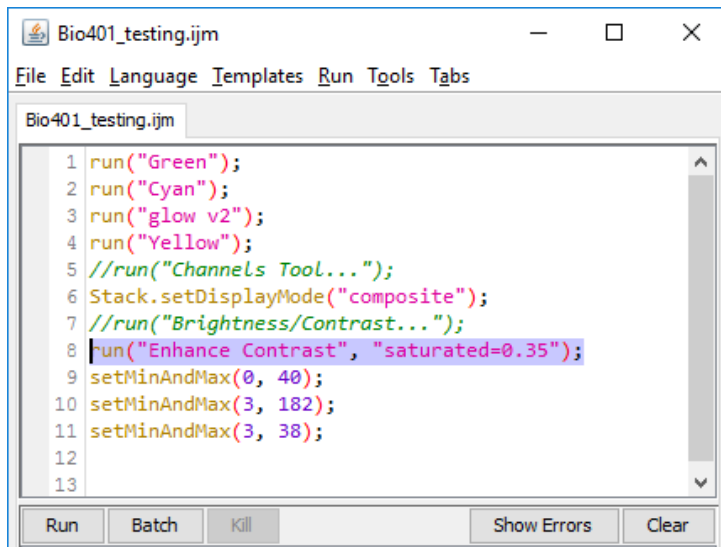 Bio401_testing.ijm
File Edit Language Templates Run Tools Tabs
Bio401_testing.ijm
1 run("Green");
2 run("Cyan");
3 run("glow v2");
4 run("Yellow");
5 //run("Channels Tool...");
6 Stack.setDisplayMode("composite");
7 //run("Brightness/Contrast...");
8 run("Enhance Contrast", "saturated=0.35");
9 setMinAndMax(0, 40);
10 setMinAndMax(3, 182);
11 setMinAndMax(3, 38);
12
13
Run Batch Kill Show Errors Clear